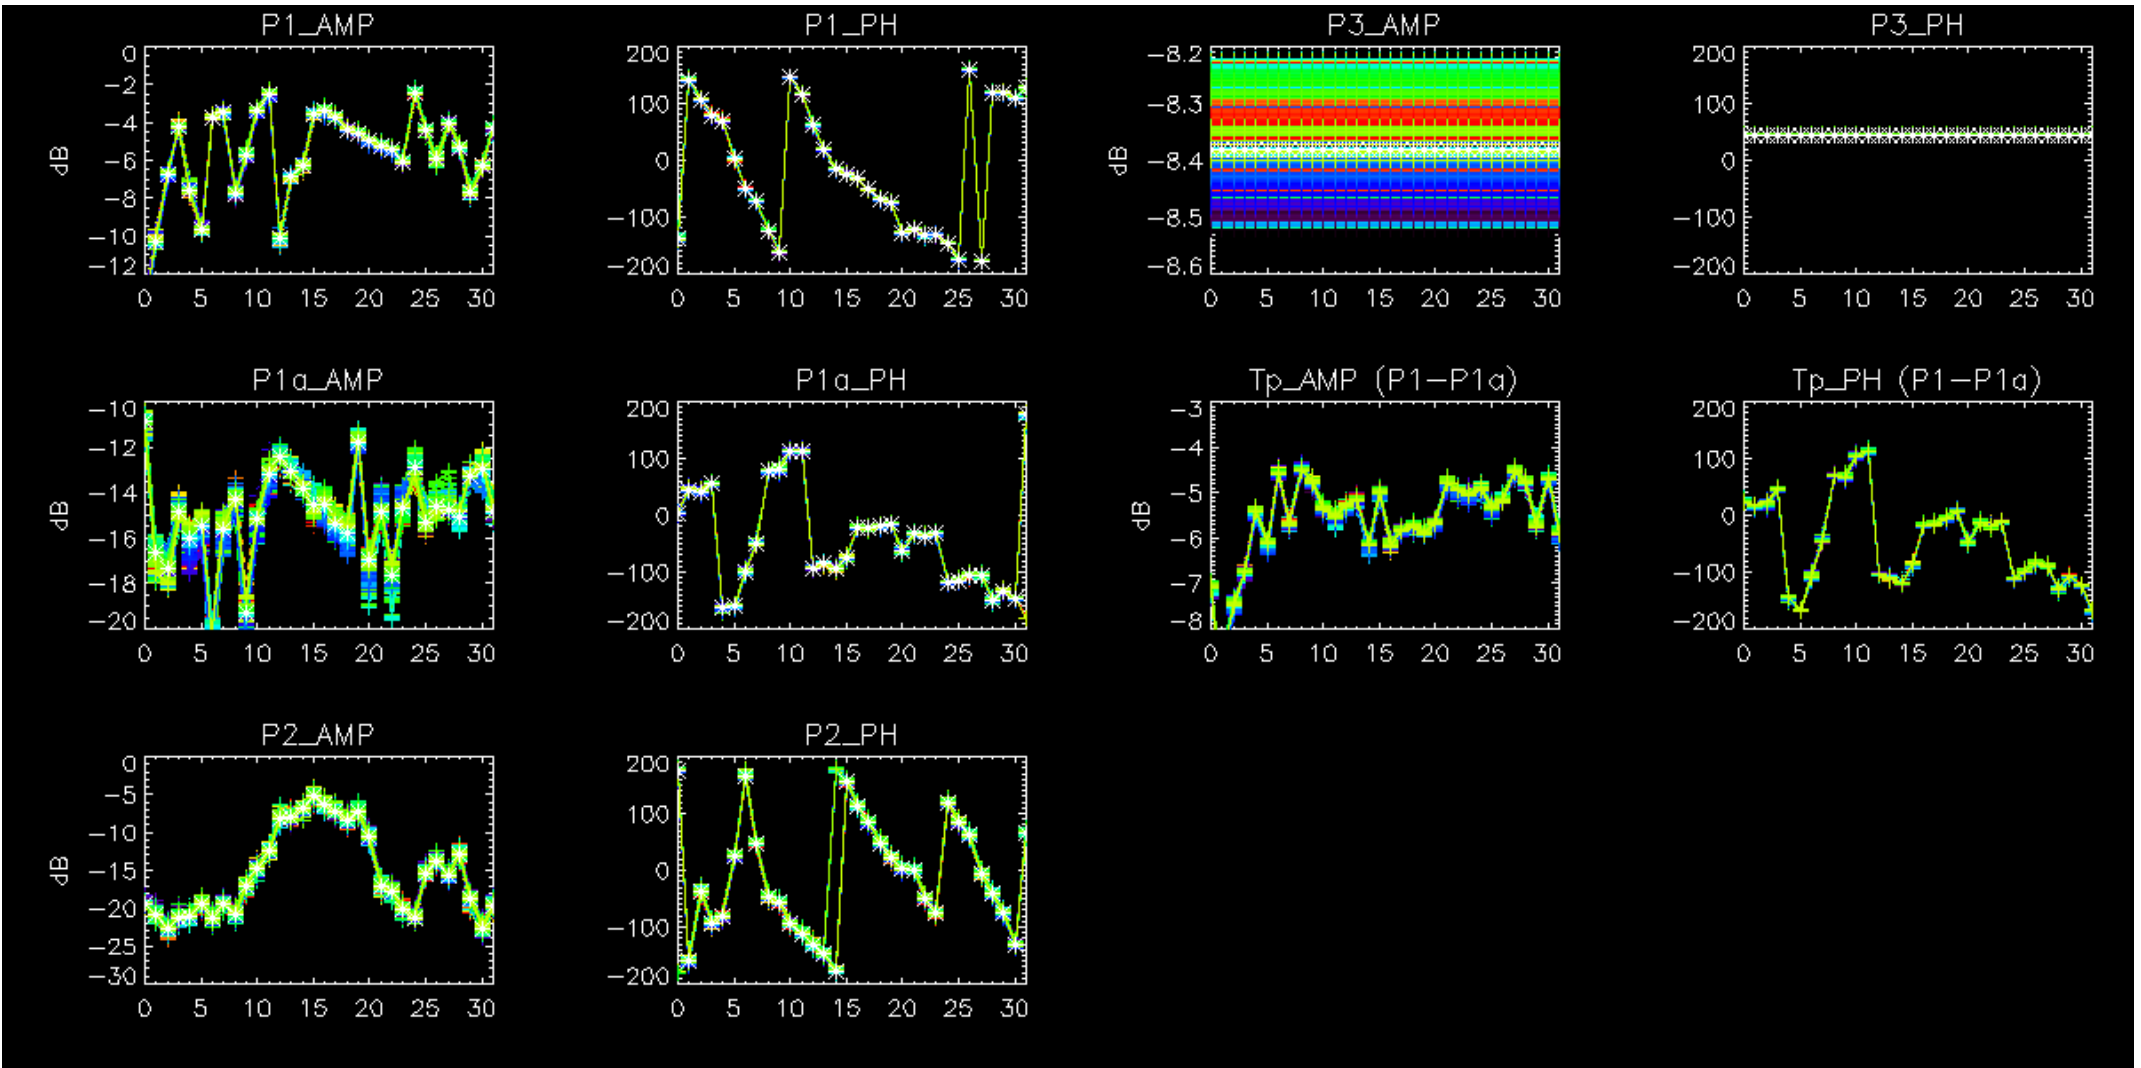 P1_AMP
dB
0
−2
−4
−6
−8
−10
−12
0 5 10 15 20 25 30
P1_PH
200
100
0
−100
−200
0 5 10 15 20 25 30
P3_AMP
dB
−8.2
−8.3
−8.4
−8.5
−8.6
0 5 10 15 20 25 30
P3_PH
200
100
0
−100
−200
0 5 10 15 20 25 30
P1a_AMP
dB
−10
−12
−14
−16
−18
−20
0 5 10 15 20 25 30
P1a_PH
200
100
0
−100
−200
0 5 10 15 20 25 30
Tp_AMP (P1−P1a)
dB
−3
−4
−5
−6
−7
−8
0 5 10 15 20 25 30
Tp_PH (P1−P1a)
200
100
0
−100
−200
0 5 10 15 20 25 30
P2_AMP
dB
0
−5
−10
−15
−20
−25
−30
0 5 10 15 20 25 30
P2_PH
200
100
0
−100
−200
0 5 10 15 20 25 30